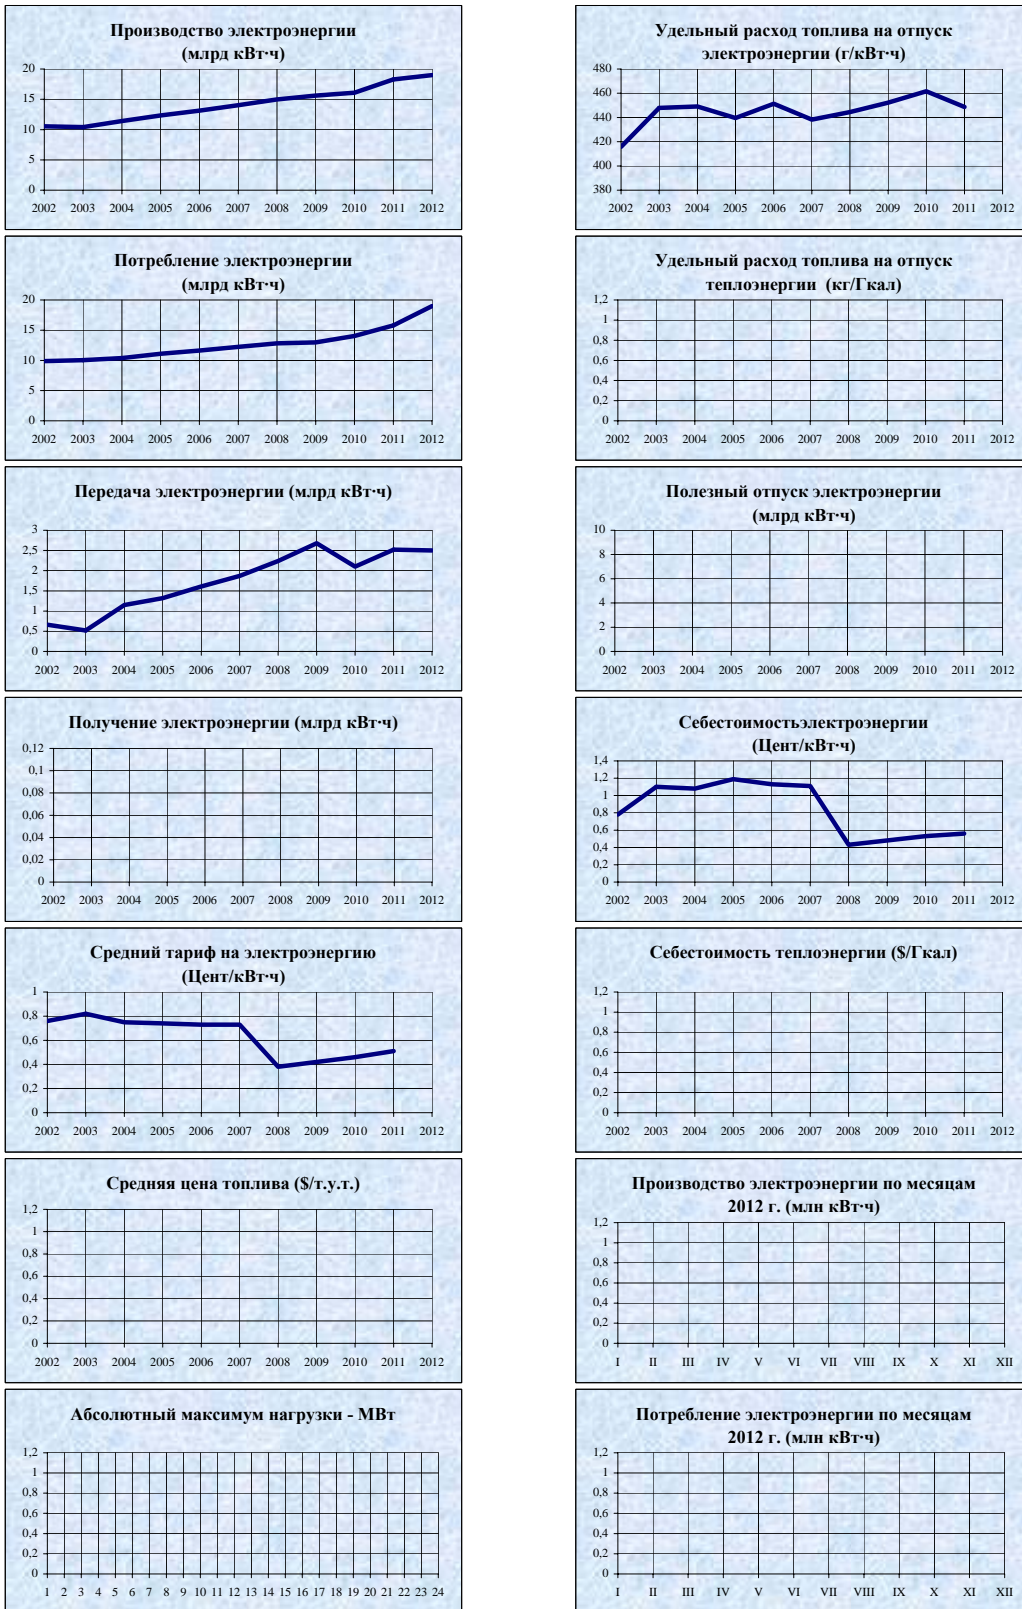 Производство электроэнергии
(млрд кВт·ч)
20
15
10
5
0
2002 2003 2004 2005 2006 2007 2008 2009 2010 2011 2012
Удельный расход топлива на отпуск
электроэнергии (г/кВт·ч)
480
460
440
420
400
380
2002 2003 2004 2005 2006 2007 2008 2009 2010 2011 2012
Потребление электроэнергии
(млрд кВт·ч)
20
15
10
5
0
2002 2003 2004 2005 2006 2007 2008 2009 2010 2011 2012
Удельный расход топлива на отпуск
теплоэнергии (кг/Гкал)
1,2
1
0,8
0,6
0,4
0,2
0
2002 2003 2004 2005 2006 2007 2008 2009 2010 2011 2012
Передача электроэнергии (млрд кВт·ч)
3
2,5
2
1,5
1
0,5
0
2002 2003 2004 2005 2006 2007 2008 2009 2010 2011 2012
Полезный отпуск электроэнергии
(млрд кВт·ч)
10
8
6
4
2
0
2002 2003 2004 2005 2006 2007 2008 2009 2010 2011 2012
Получение электроэнергии (млрд кВт·ч)
0,12
0,1
0,08
0,06
0,04
0,02
0
2002 2003 2004 2005 2006 2007 2008 2009 2010 2011 2012
Себестоимостьэлектроэнергии
(Цент/кВт·ч)
1,4
1,2
1
0,8
0,6
0,4
0,2
0
2002 2003 2004 2005 2006 2007 2008 2009 2010 2011 2012
Средний тариф на электроэнергию
(Цент/кВт·ч)
1
0,8
0,6
0,4
0,2
0
2002 2003 2004 2005 2006 2007 2008 2009 2010 2011 2012
Себестоимость теплоэнергии ($/Гкал)
1,2
1
0,8
0,6
0,4
0,2
0
2002 2003 2004 2005 2006 2007 2008 2009 2010 2011 2012
Средняя цена топлива ($/т.у.т.)
1,2
1
0,8
0,6
0,4
0,2
0
2002 2003 2004 2005 2006 2007 2008 2009 2010 2011 2012
Производство электроэнергии по месяцам
2012 г. (млн кВт·ч)
1,2
1
0,8
0,6
0,4
0,2
0
I II III IV V VI VII VIII IX X XI XII
Абсолютный максимум нагрузки - МВт
1,2
1
0,8
0,6
0,4
0,2
0
1 2 3 4 5 6 7 8 9 10 11 12 13 14 15 16 17 18 19 20 21 22 23 24
Потребление электроэнергии по месяцам
2012 г. (млн кВт·ч)
1,2
1
0,8
0,6
0,4
0,2
0
I II III IV V VI VII VIII IX X XI XII